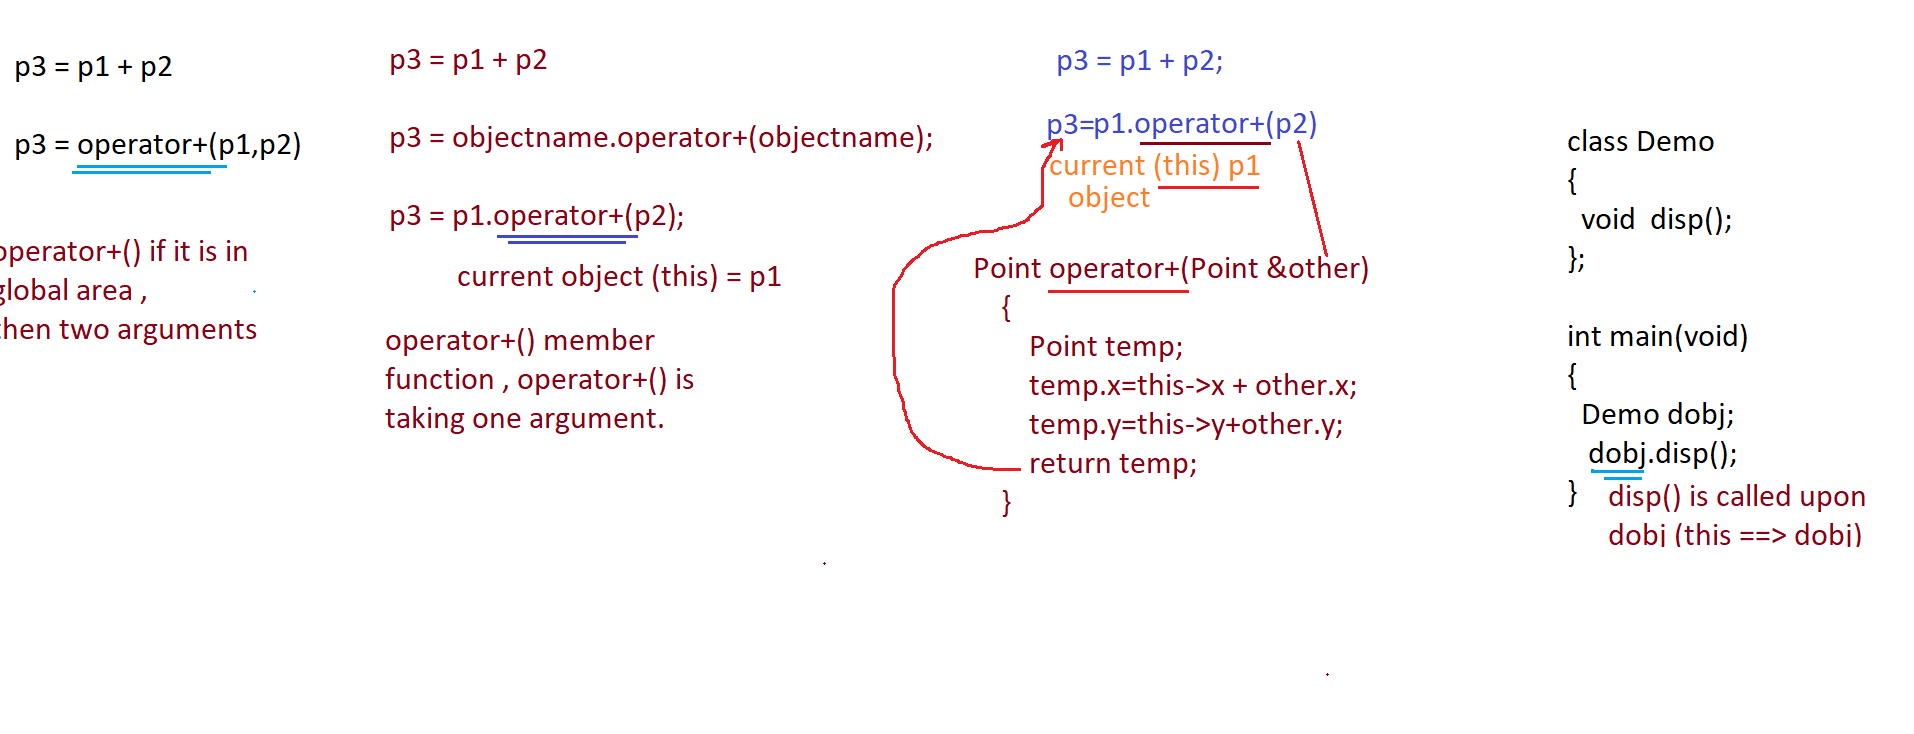 p3 = p1 + p2
p3 = operator+(p1,p2)
operator+() if it is in
global area ,
then two arguments
p3 = p1 + p2
p3 = objectname.operator+(objectname);
p3 = p1.operator+(p2);
current object (this) = p1
operator+() member
function , operator+() is
taking one argument.
p3 = p1 + p2;
p3=p1.operator+(p2)
current (this) p1
object
Point operator+(Point &other)
{
Point temp;
temp.x=this->x + other.x;
temp.y=this->y+other.y;
return temp;
}
class Demo
{
void disp();
};
int main(void)
{
Demo dobj;
dobj.disp();
}
disp() is called upon
dobj (this ==> dobj)